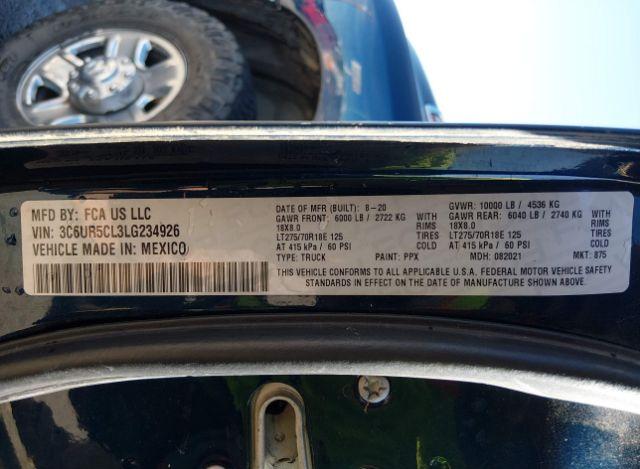 MFD BY: FCA US LLC
VIN: 3C6UR5CL3LG234926
VEHICLE MADE IN: MEXICO
DATE OF MFR (BUILT): 8-20
GAWR FRONT: 6000 LB / 2722 KG
18X8.0
LT275/70R18E 125
AT 415 kPa / 60 PSI
TYPE: TRUCK PAINT: PPX
WITH
RIMS
TIRES
COLD
GVWR: 10000 LB / 4536 KG
GAWR REAR: 6040 LB / 2740 KG
18X8.0
LT275/70R18E 125
AT 415 kPa / 60 PSI
MDH: 082021 MKT: 875
WITH
RIMS
TIRES
COLD
THIS VEHICLE CONFORMS TO ALL APPLICABLE U.S.A. FEDERAL MOTOR VEHICLE SAFETY
STANDARDS IN EFFECT ON THE DATE OF MANUFACTURE SHOWN ABOVE.